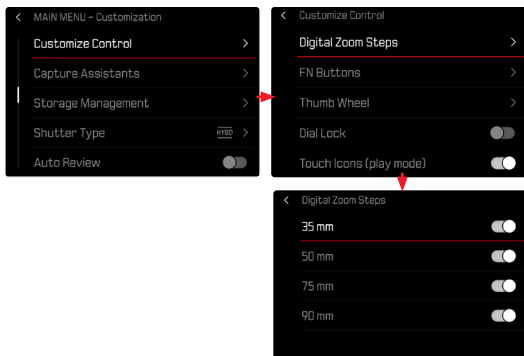 MAIN MENU – Customization
Customize Control
Capture Assistants
Storage Management
Shutter Type HYBD
Auto Review
Customize Control
Digital Zoom Steps
FN Buttons
Thumb Wheel
Dial Lock
Touch Icons (play mode)
Digital Zoom Steps
35 mm
50 mm
75 mm
90 mm